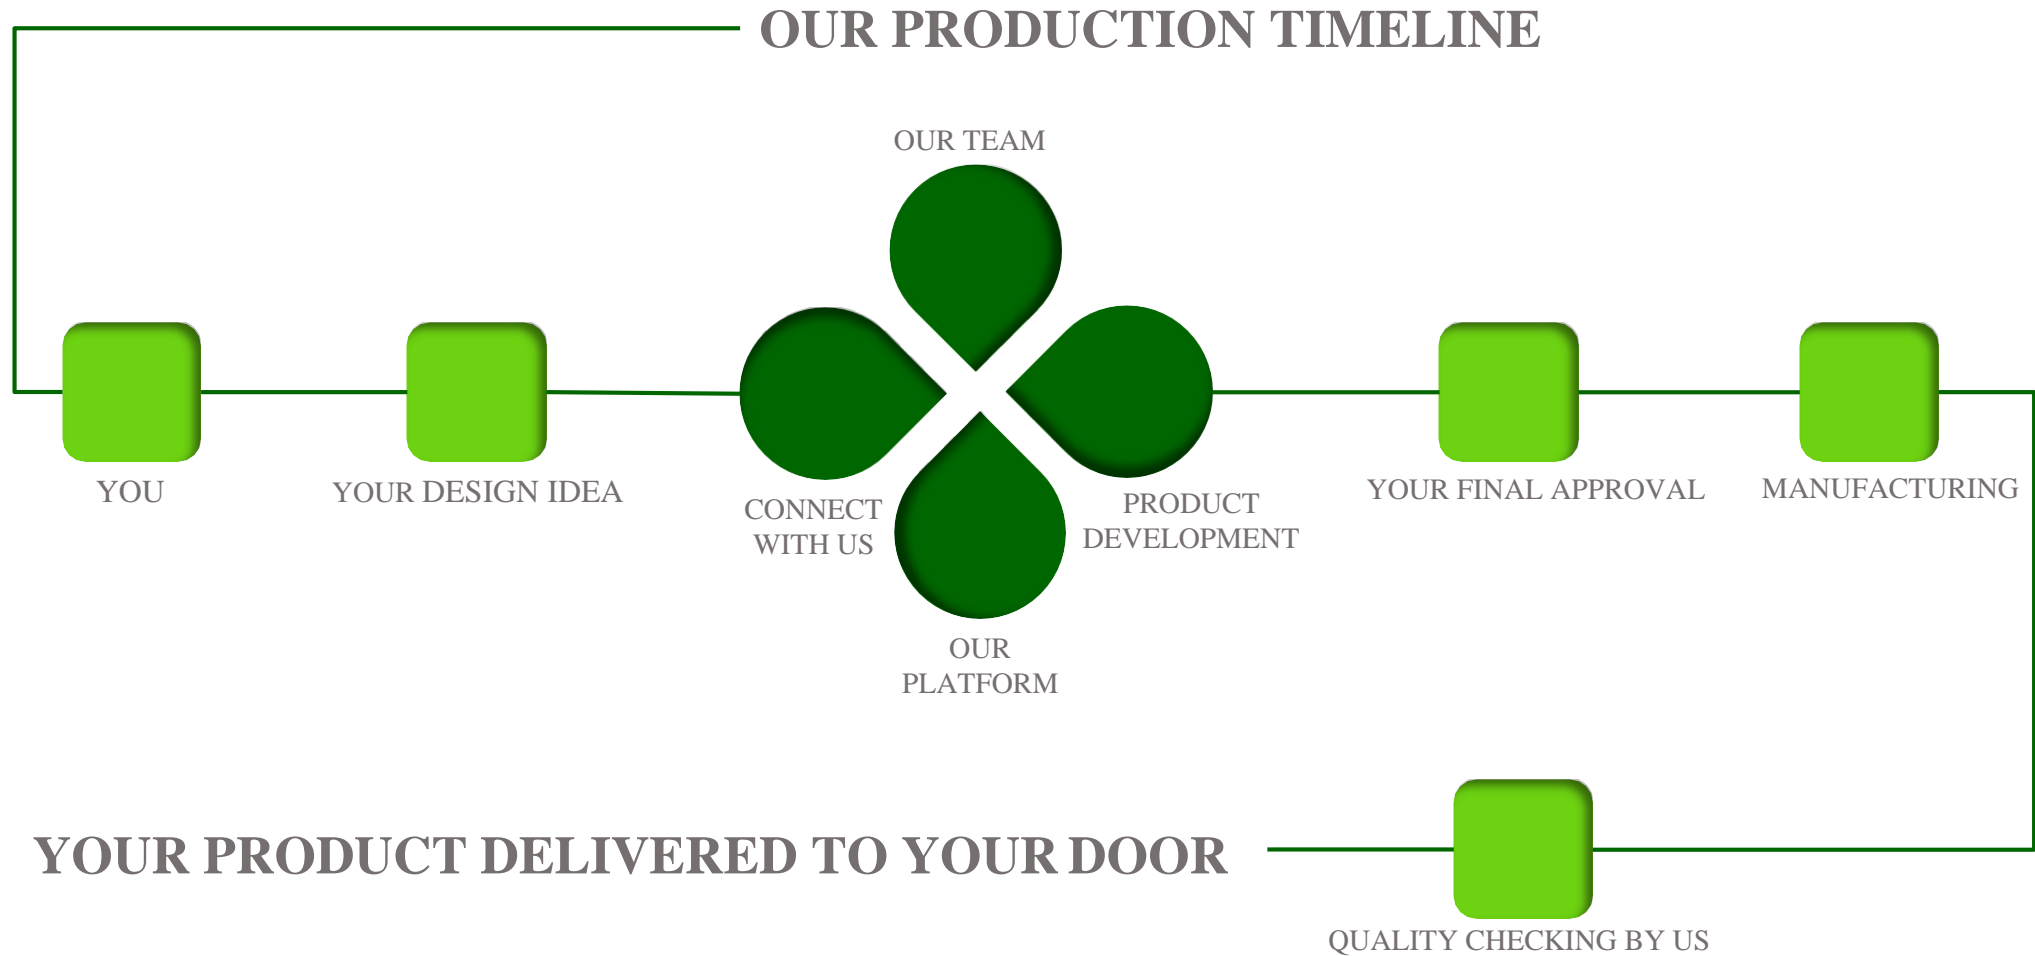 OUR PRODUCTION TIMELINE
OUR TEAM
YOU
YOUR DESIGN IDEA
CONNECT
WITH US
OUR
PLATFORM
PRODUCT
DEVELOPMENT
YOUR FINAL APPROVAL
MANUFACTURING
YOUR PRODUCT DELIVERED TO YOUR DOOR
QUALITY CHECKING BY US